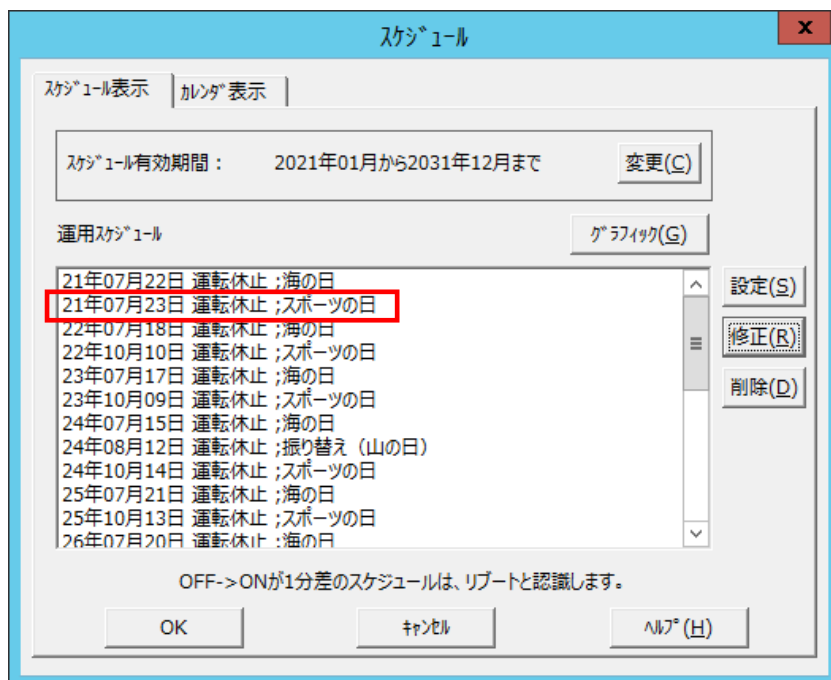 ｽｹｼﾞｭｰﾙ
x
ｽｹｼﾞｭｰﾙ表示
ｶﾚﾝﾀﾞ表示
ｽｹｼﾞｭｰﾙ有効期間：
2021年01月から2031年12月まで
変更(C)
運用ｽｹｼﾞｭｰﾙ
ｸﾞﾗﾌｨｯｸ(G)
21年07月22日 運転休止 ;海の日
21年07月23日 運転休止 ;スポーツの日
22年07月18日 運転休止 ;海の日
22年10月10日 運転休止 ;スポーツの日
23年07月17日 運転休止 ;海の日
23年10月09日 運転休止 ;スポーツの日
24年07月15日 運転休止 ;海の日
24年08月12日 運転休止 ;振り替え（山の日）
24年10月14日 運転休止 ;スポーツの日
25年07月21日 運転休止 ;海の日
25年10月13日 運転休止 ;スポーツの日
26年07月20日 運転休止 ;海の日
設定(S)
修正(R)
削除(D)
OFF->ONが1分差のスケジュールは、リブートと認識します。
OK
ｷｬﾝｾﾙ
ﾍﾙﾌﾟ(H)